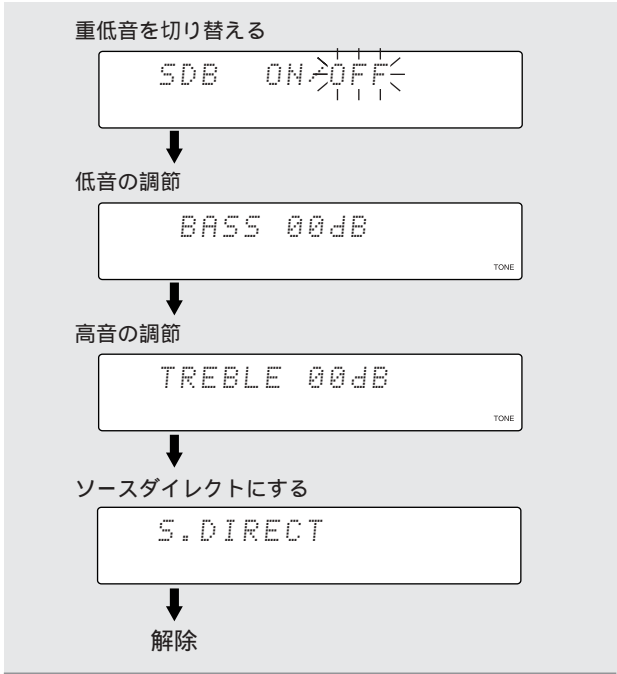 重低音を切り替える
SDB ON/OFF
低音の調節
BASS 00dB
TONE
高音の調節
TREBLE 00dB
TONE
ソースダイレクトにする
S.DIRECT
解除